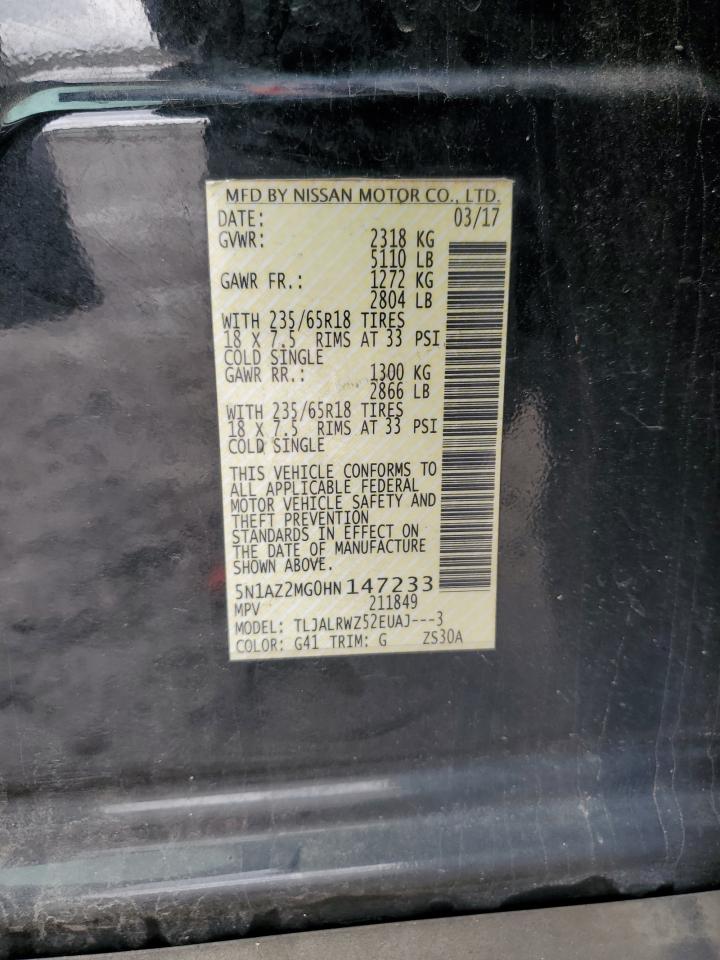 MFD BY NISSAN MOTOR CO., LTD.
DATE: 03/17
GVWR: 2318 KG
5110 LB
GAWR FR.: 1272 KG
2804 LB
WITH 235/65R18 TIRES
18 X 7.5 RIMS AT 33 PSI
COLD SINGLE
GAWR RR.: 1300 KG
2866 LB
WITH 235/65R18 TIRES
18 X 7.5 RIMS AT 33 PSI
COLD SINGLE
THIS VEHICLE CONFORMS TO
ALL APPLICABLE FEDERAL
MOTOR VEHICLE SAFETY AND
THEFT PREVENTION
STANDARDS IN EFFECT ON
THE DATE OF MANUFACTURE
SHOWN ABOVE.
5N1AZ2MG0HN147233
MPV 211849
MODEL: TLJALRWZ52EUAJ---3
COLOR: G41 TRIM: G ZS30A